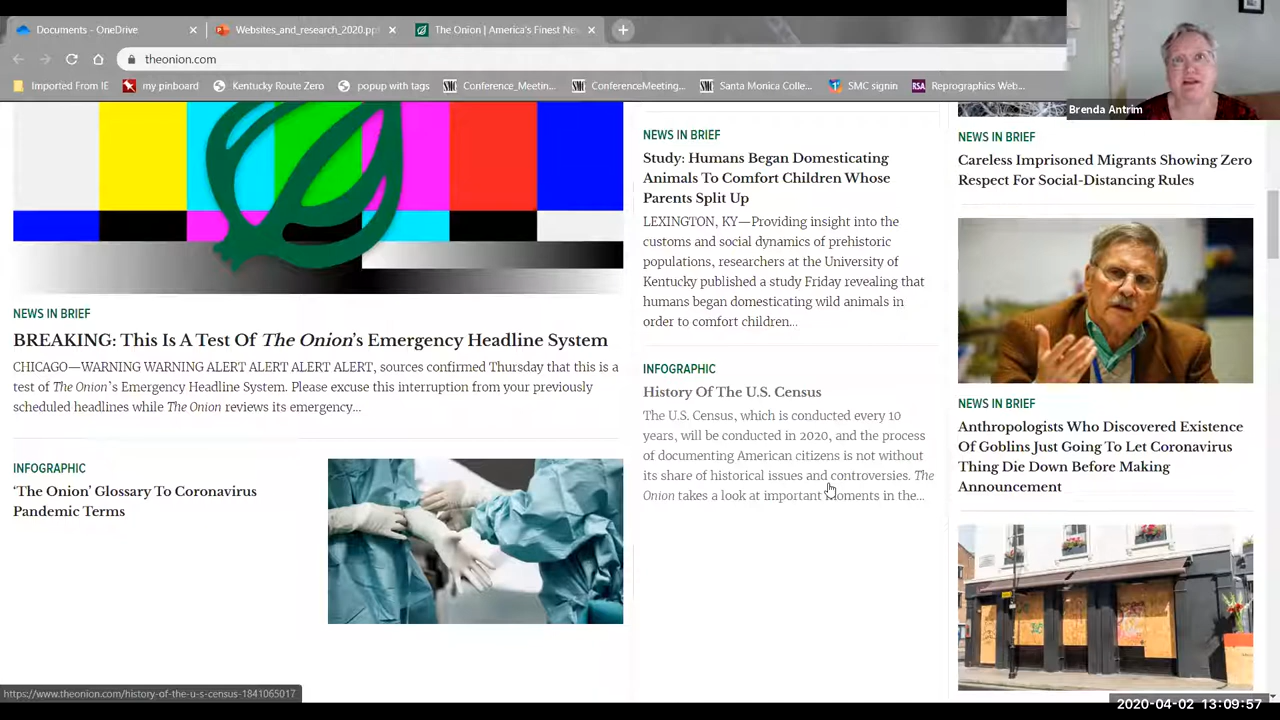 Documents - OneDrive
Websites_and_research_2020.pp
The Onion | America's Finest Ne
theonion.com
Imported From IE
my pinboard
Kentucky Route Zero
popup with tags
Conference_Meetin...
ConferenceMeeting...
Santa Monica Colle...
SMC signin
RSA
Reprographics Web...
Brenda Antrim
NEWS IN BRIEF
BREAKING: This Is A Test Of The Onion's Emergency Headline System
CHICAGO—WARNING WARNING ALERT ALERT ALERT ALERT, sources confirmed Thursday that this is a
test of The Onion's Emergency Headline System. Please excuse this interruption from your previously
scheduled headlines while The Onion reviews its emergency...
INFOGRAPHIC
‘The Onion’ Glossary To Coronavirus
Pandemic Terms
NEWS IN BRIEF
Study: Humans Began Domesticating
Animals To Comfort Children Whose
Parents Split Up
LEXINGTON, KY—Providing insight into the
customs and social dynamics of prehistoric
populations, researchers at the University of
Kentucky published a study Friday revealing that
humans began domesticating wild animals in
order to comfort children...
INFOGRAPHIC
History Of The U.S. Census
The U.S. Census, which is conducted every 10
years, will be conducted in 2020, and the process
of documenting American citizens is not without
its share of historical issues and controversies. The
Onion takes a look at important moments in the...
NEWS IN BRIEF
Careless Imprisoned Migrants Showing Zero
Respect For Social-Distancing Rules
NEWS IN BRIEF
Anthropologists Who Discovered Existence
Of Goblins Just Going To Let Coronavirus
Thing Die Down Before Making
Announcement
https://www.theonion.com/history-of-the-u-s-census-1841065017
2020-04-02 13:09:57